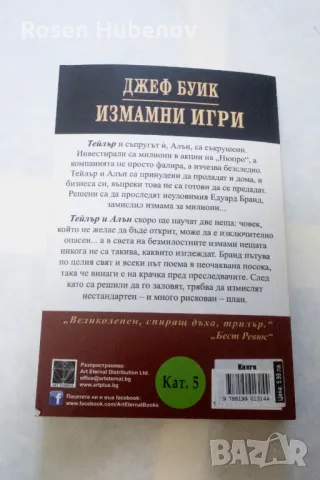 Rosen Hubenov
ДЖЕФ БУИК
ИЗМАМНИ ИГРИ
Тейлър и съпругът ѝ, Алън, са съкрушени.
Инвестирали са милиони в акции на „Нюпро“, а
компанията не просто фалира, а изчезва безследно.
Тейлър и Алън са принудени да продадат и дома, и
бизнеса си, въпреки това не са готови да се предадат.
Решени са да проследят неуловимия Едуард Бранд,
замислил измама за милиони...
Тейлър и Алън скоро ще научат две неща: човек,
който не желае да бъде открит, може да е изключително
опасен... а в света на безмилостните измами нещата
никога не са такива, каквито изглеждат. Бранд пътува
по целия свят и всеки път поема в неочаквана посока,
така че винаги е на крачка пред преследвачите. След
като са решили да го заловят, трябва да измислят
нестандартен – и много рискован – план.
„Великолепен, спиращ дъха, трилър.“
„Бест Ревюс“
Разпространява:
Art Eternal Distribution Ltd.
office@arteternal.bg
www.artplus.bg
Посетете ни и във facebook:
www.facebook.com/ArtEternalBooks
Кат. 5
Книги
bazar